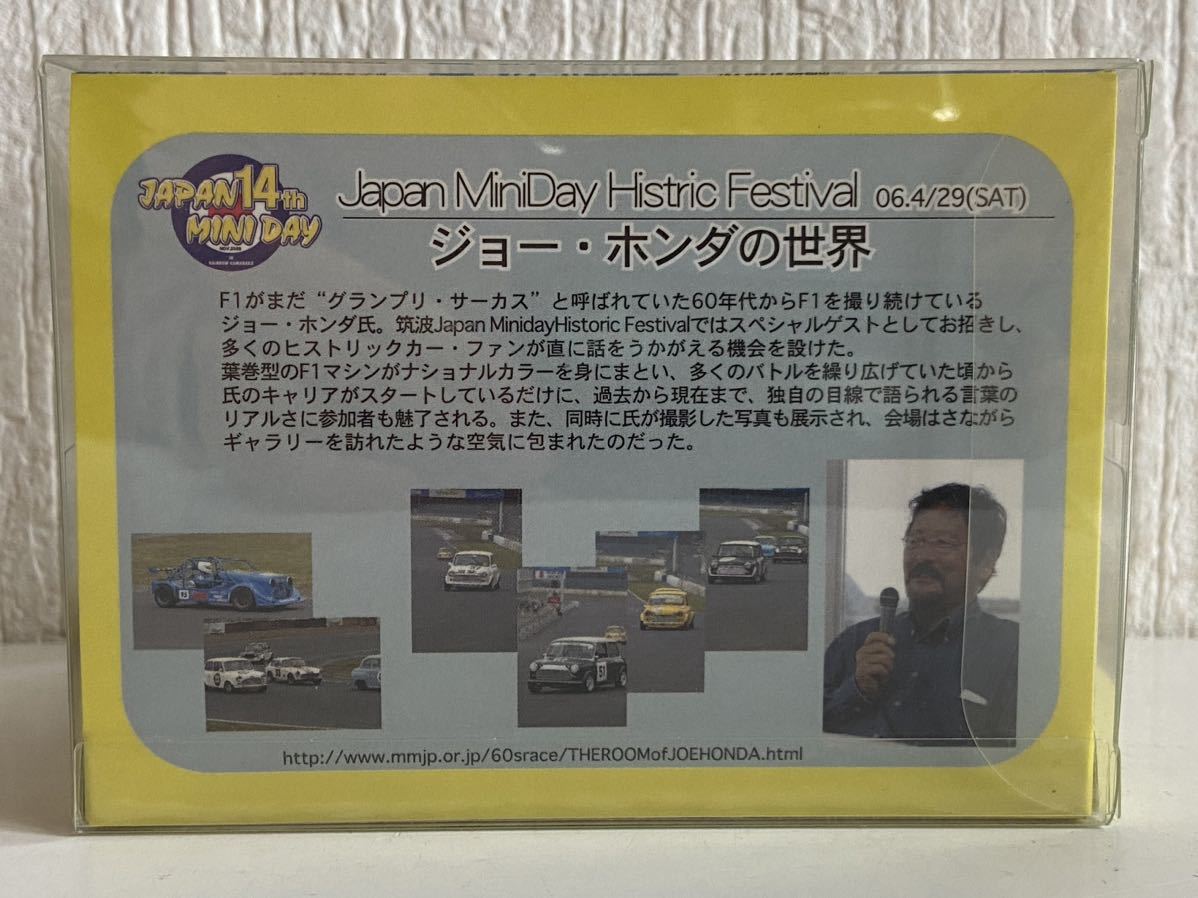 JAPAN 14th
MINI DAY
NOV.2006
Japan MiniDay Histric Festival 06.4/29('SAT)
ジョー・ホンダの世界
F1がまだ“グランプリ・サーカス”と呼ばれていた60年代からF1を撮り続けている
ジョー・ホンダ氏。筑波Japan MinidayHistoric Festivalではスペシャルゲストとしてお招きし、
多くのヒストリックカー・ファンが直に話をうかがえる機会を設けた。
葉巻型のF1マシンがナショナルカラーを身にまとい、多くのバトルを繰り広げていた頃から
氏のキャリアがスタートしているだけに、過去から現在まで、独自の目線で語られる言葉の
リアルさに参加者も魅了される。また、同時に氏が撮影した写真も展示され、会場はさながら
ギャラリーを訪れたような空気に包まれたのだった。
15
51
http://www.mmjp.or.jp/60srace/THEROOMofJOEHONDA.html